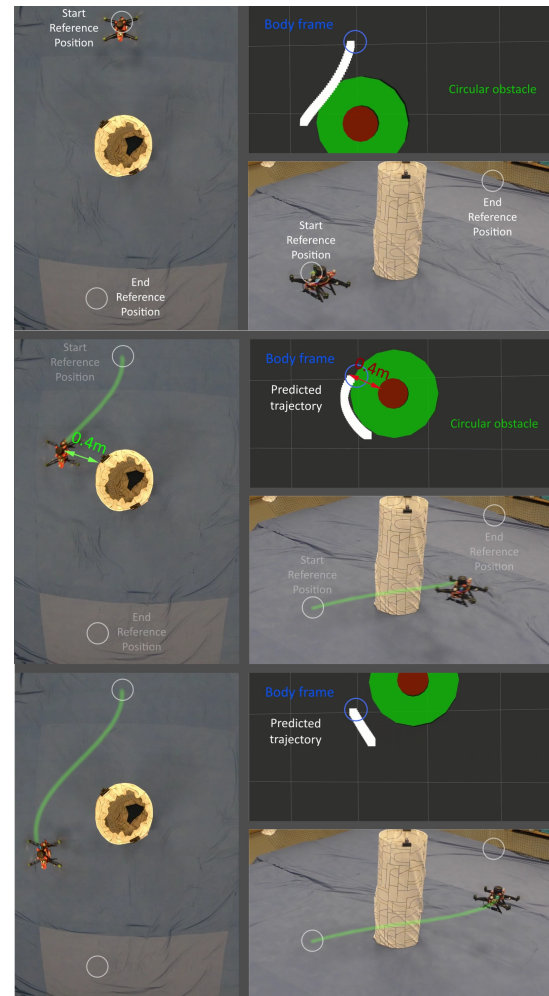 Start
Reference
Position
End
Reference
Position
Body frame
Circular obstacle
Start
Reference
Position
End
Reference
Position
Start
Reference
Position
0.4m
End
Reference
Position
Body frame
0.4m
Predicted
trajectory
Circular obstacle
Start
Reference
Position
End
Reference
Position
Body frame
Predicted
trajectory